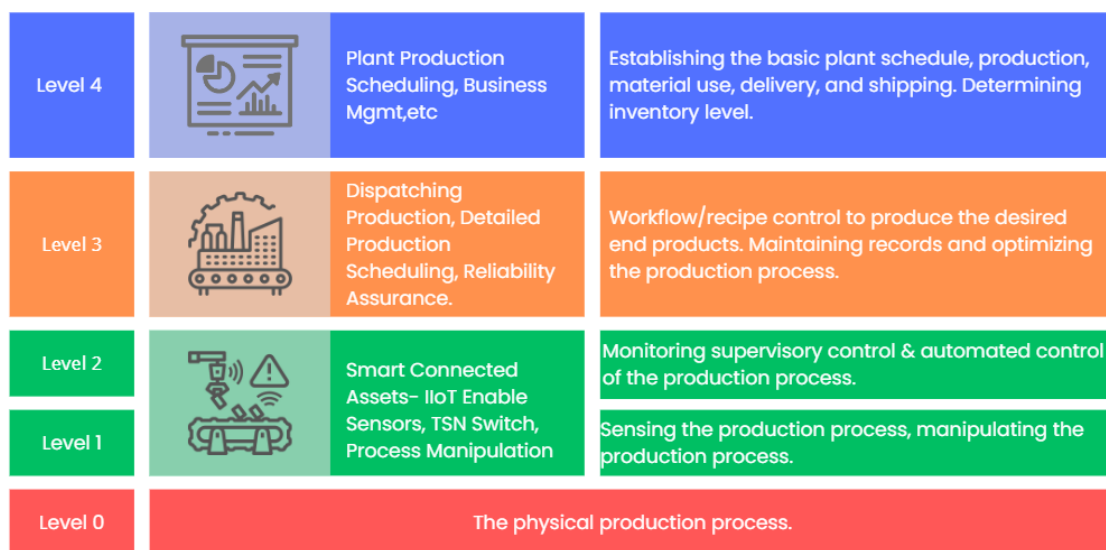 Level 4
Plant Production
Scheduling, Business
Mgmt,etc
Establishing the basic plant schedule, production,
material use, delivery, and shipping. Determining
inventory level.
Level 3
Dispatching
Production, Detailed
Production
Scheduling, Reliability
Assurance.
Workflow/recipe control to produce the desired
end products. Maintaining records and optimizing
the production process.
Level 2
Level 1
Smart Connected
Assets- IIoT Enable
Sensors, TSN Switch,
Process Manipulation
Monitoring supervisory control & automated control
of the production process.
Sensing the production process, manipulating the
production process.
Level 0
The physical production process.